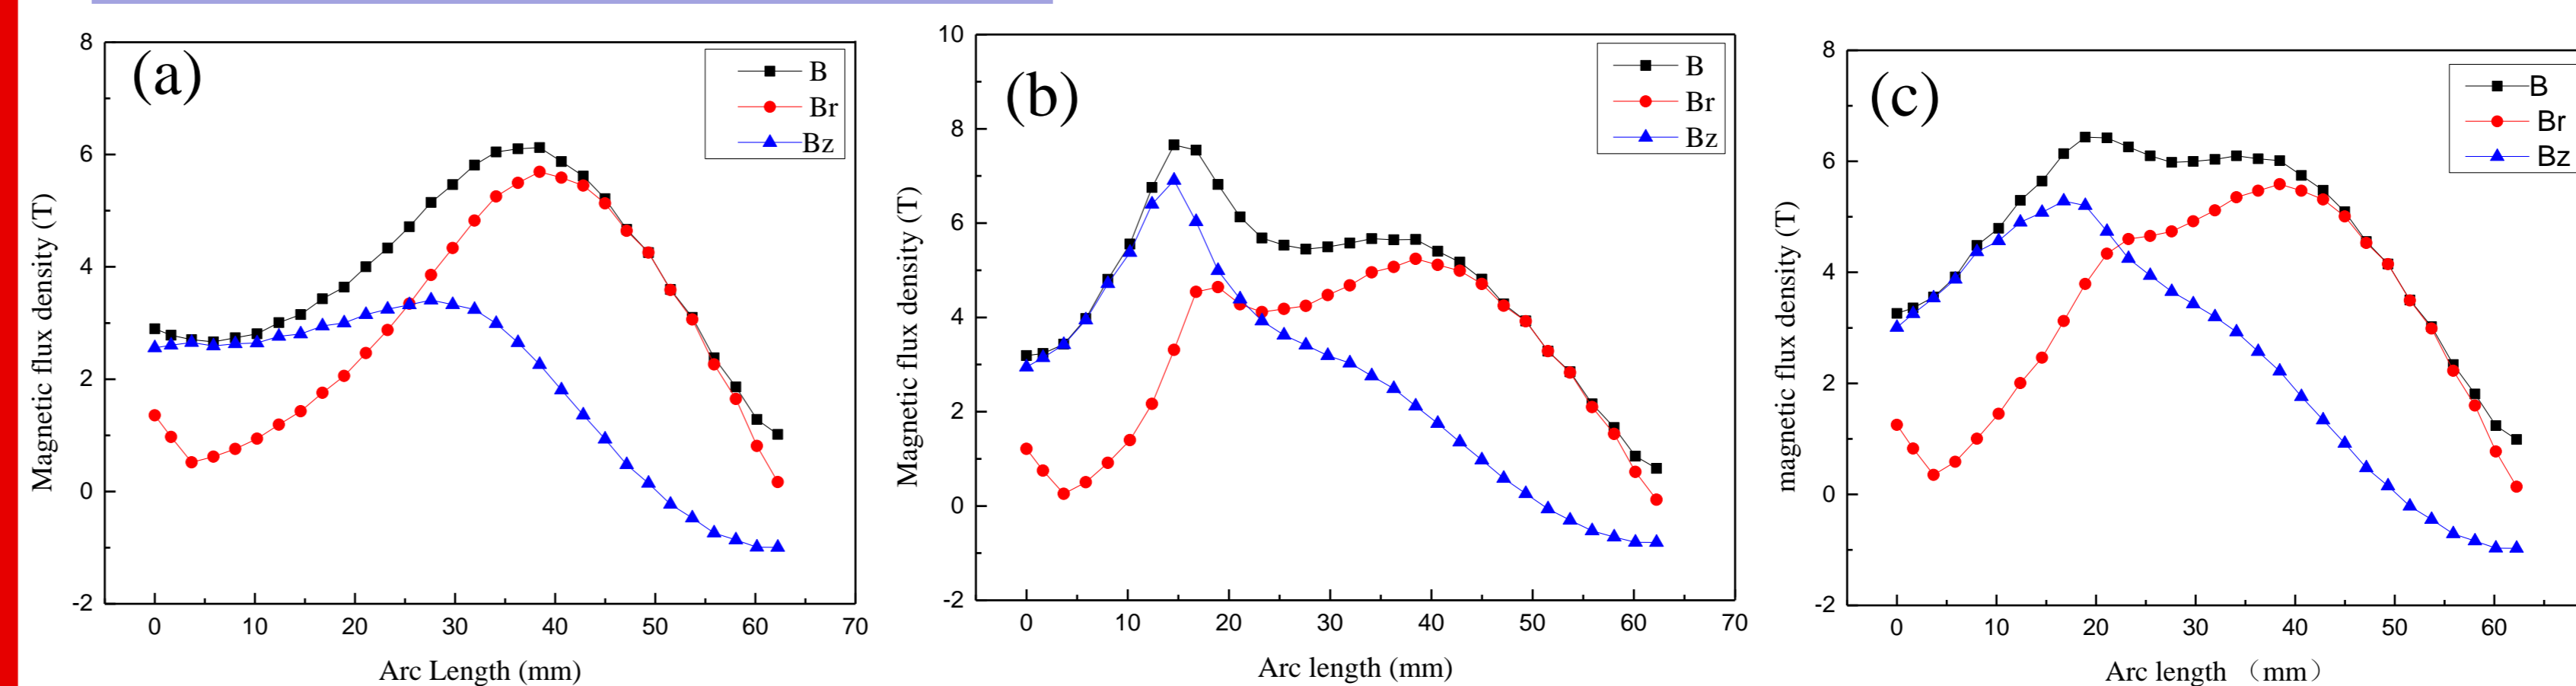 (a)
B
Br
Bz
8
6
4
2
0
-2
0 10 20 30 40 50 60 70
Magnetic flux density (T)
Arc Length (mm)
(b)
B
Br
Bz
10
8
6
4
2
0
-2
0 10 20 30 40 50 60 70
Magnetic flux density (T)
Arc length (mm)
(c)
B
Br
Bz
8
6
4
2
0
-2
0 10 20 30 40 50 60
magnetic flux density (T)
Arc length （mm）